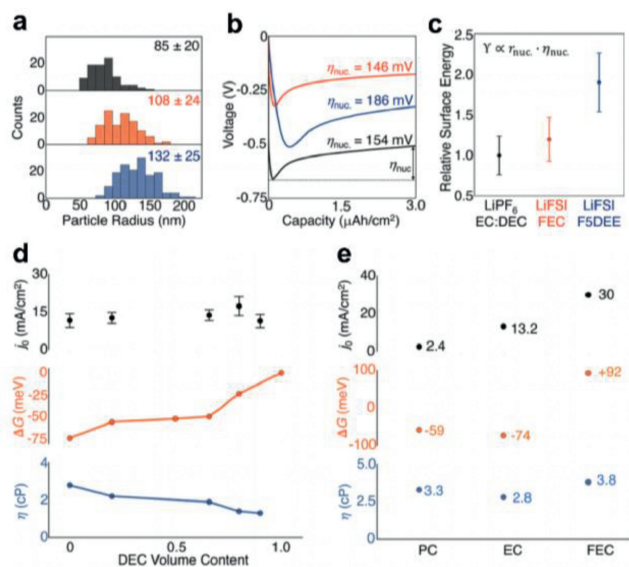 a
85 ± 20
108 ± 24
132 ± 25
Counts
20
0
20
0
20
0
0 50 100 150 200
Particle Radius (nm)
b
Voltage (V)
0
-0.25
-0.5
-0.75
ηnuc. = 146 mV
ηnuc. = 186 mV
ηnuc. = 154 mV
ηnuc
0 1.5 3.0
Capacity (μAh/cm²)
c
Relative Surface Energy
2.5
2.0
1.5
1.0
0.5
ϒ ∝ rnuc. · ηnuc.
LiPF₆ LiFSI LiFSI
EC:DEC FEC F5DEE
d
j₀ (mA/cm²)
30
15
0
ΔG (meV)
0
-25
-50
-75
η (cP)
4
2
0
0 0.5 1.0
DEC Volume Content
e
j₀ (mA/cm²)
40
20
0
2.4
13.2
30
ΔG (meV)
100
0
-100
-59
-74
+92
η (cP)
5.0
2.5
0
3.3
2.8
3.8
PC EC FEC